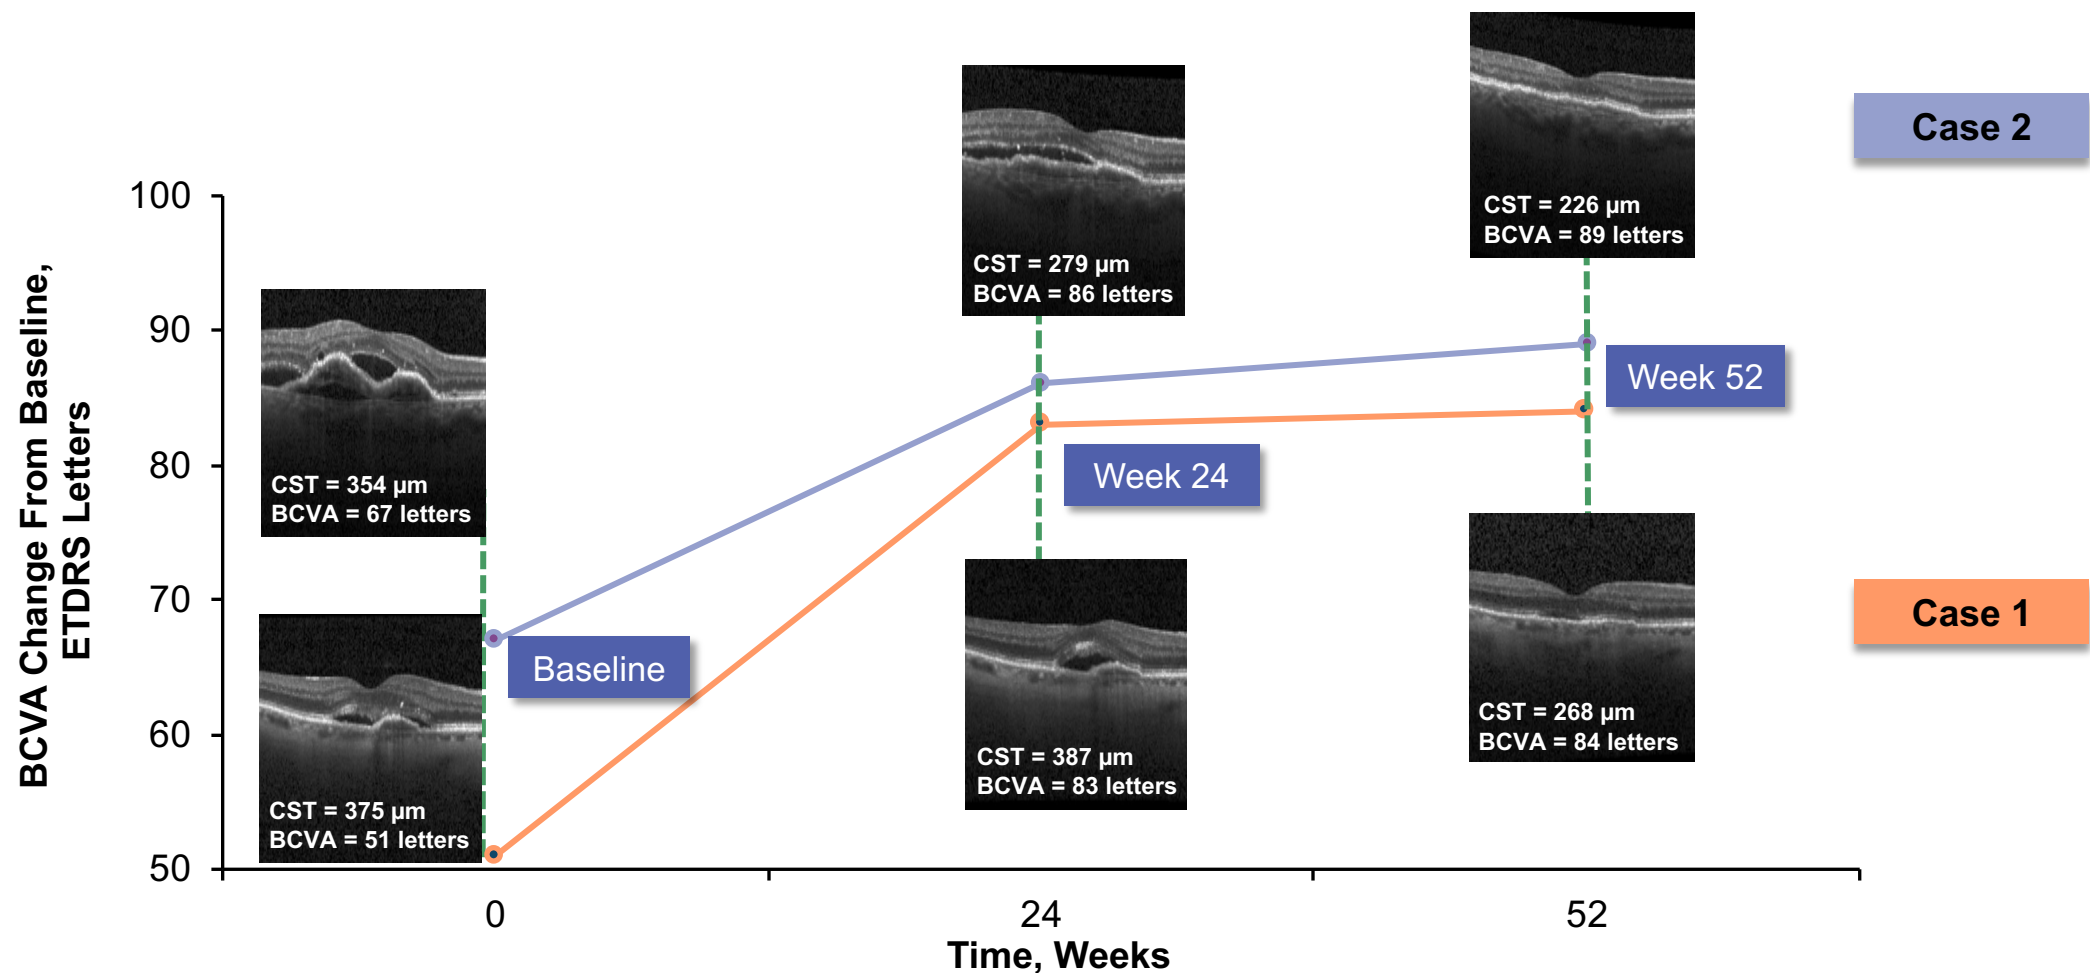 CST = 226 µm
BCVA = 89 letters
Case 2
CST = 279 µm
BCVA = 86 letters
BCVA Change From Baseline,
ETDRS Letters
100
90
80
70
60
50
CST = 354 µm
BCVA = 67 letters
Week 52
Week 24
Baseline
CST = 375 µm
BCVA = 51 letters
CST = 387 µm
BCVA = 83 letters
CST = 268 µm
BCVA = 84 letters
Case 1
0
24
52
Time, Weeks